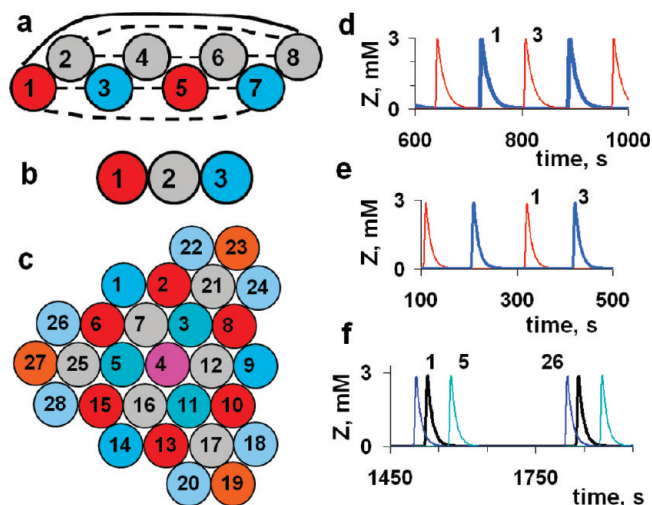 a
2 4 6 8
1 3 5 7
b
1 2 3
c
22 23
1 2 21 24
26 6 7 3 8
27 25 5 4 12 9
28 15 16 11 10
14 13 17 18
20 19
d
Z, mM
3
0
1 3
600 800 1000
time, s
e
Z, mM
3
0
1 3
100 300 500
time, s
f
Z, mM
3
0
1 5 26
1450 1750
time, s